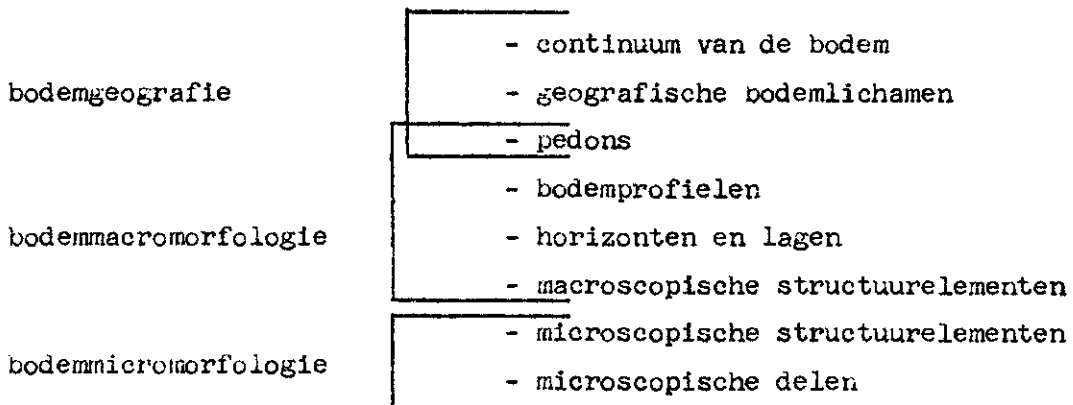 - continuum van de bodem
bodemgeografie - geografische bodemlichamen
- pedons
- bodemprofielen
bodemmacromorfologie - horizonten en lagen
- macroscopische structuurelementen
- microscopische structuurelementen
bodemmicromorfologie
- microscopische delen